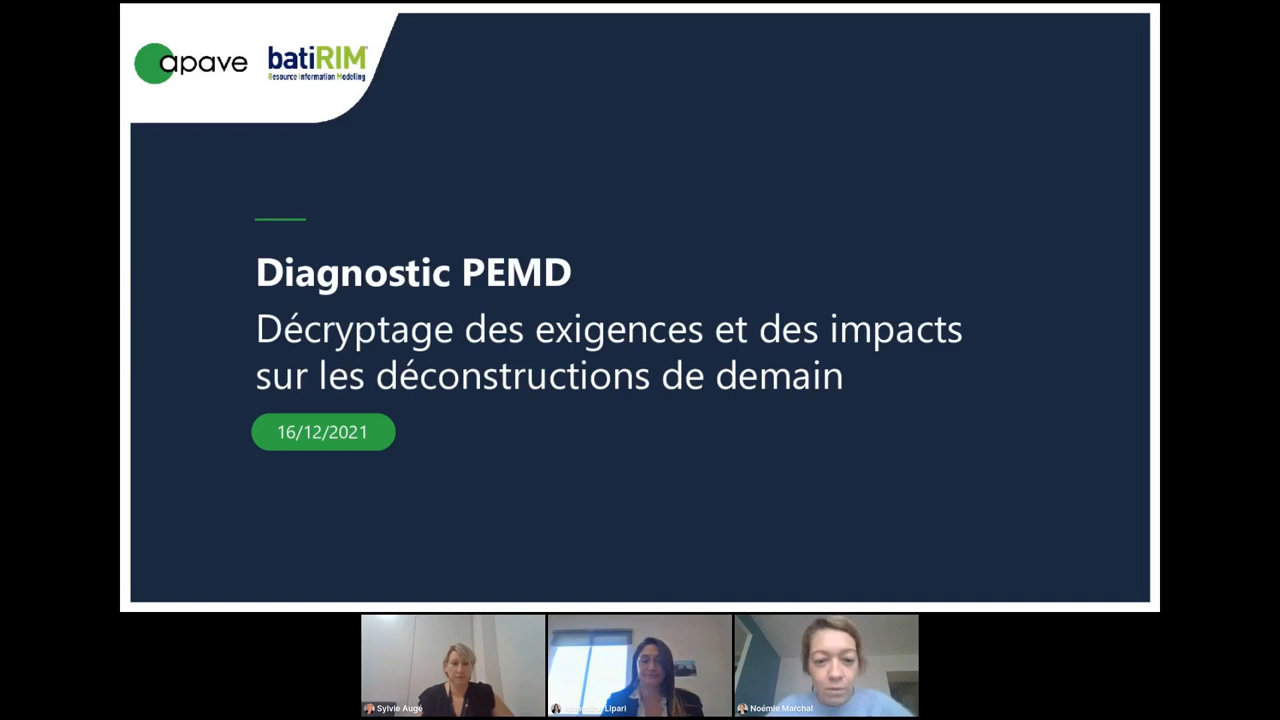 apave
batiRIM
Resource Information Modeling
Diagnostic PEMD
Décryptage des exigences et des impacts
sur les déconstructions de demain
16/12/2021
Sylvie Augé
Lipari
Noémie Marchal